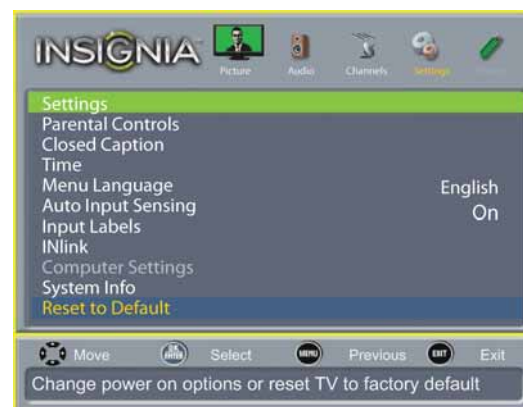 INSIGNIA
Picture Audio Channels Settings
Settings
Parental Controls
Closed Caption
Time
Menu Language English
Auto Input Sensing On
Input Labels
INlink
Computer Settings
System Info
Reset to Default
Move OK ENTER Select MENU Previous EXIT Exit
Change power on options or reset TV to factory default